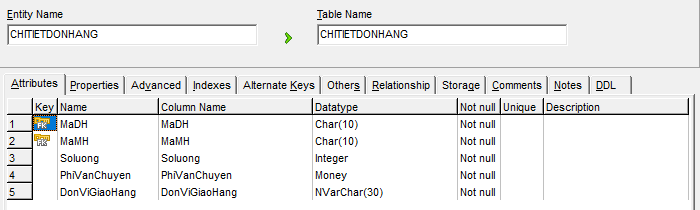 Entity Name Table Name
CHITIETDONHANG CHITIETDONHANG
Attributes Properties Advanced Indexes Alternate Keys Others Relationship Storage Comments Notes DDL
Key Name Column Name Datatype Not null Unique Description
1 MaDH MaDH Char(10) Not null
2 MaMH MaMH Char(10) Not null
3 Soluong Soluong Integer Not null
4 PhiVanChuyen PhiVanChuyen Money Not null
5 DonViGiaoHang DonViGiaoHang NVarChar(30) Not null